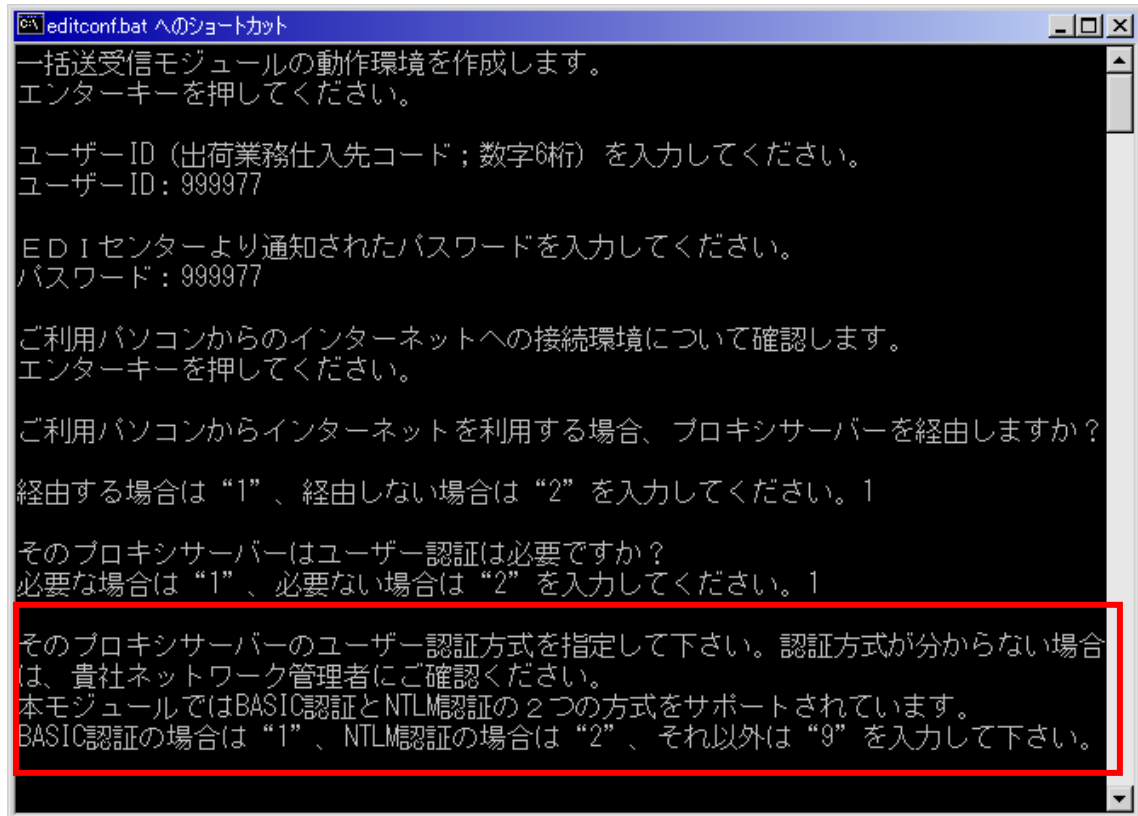 editconf.bat へのショートカット
一括送受信モジュールの動作環境を作成します。
エンターキーを押してください。
ユーザーID（出荷業務仕入先コード；数字6桁）を入力してください。
ユーザーID：999977
ＥＤＩセンターより通知されたパスワードを入力してください。
パスワード：999977
ご利用パソコンからのインターネットへの接続環境について確認します。
エンターキーを押してください。
ご利用パソコンからインターネットを利用する場合、プロキシサーバーを経由しますか？
経由する場合は“1”、経由しない場合は“2”を入力してください。1
そのプロキシサーバーはユーザー認証は必要ですか？
必要な場合は“1”、必要ない場合は“2”を入力してください。1
そのプロキシサーバーのユーザー認証方式を指定して下さい。認証方式が分からない場合
は、貴社ネットワーク管理者にご確認ください。
本モジュールではBASIC認証とNTLM認証の２つの方式をサポートされています。
BASIC認証の場合は“1”、NTLM認証の場合は“2”、それ以外は“9”を入力して下さい。